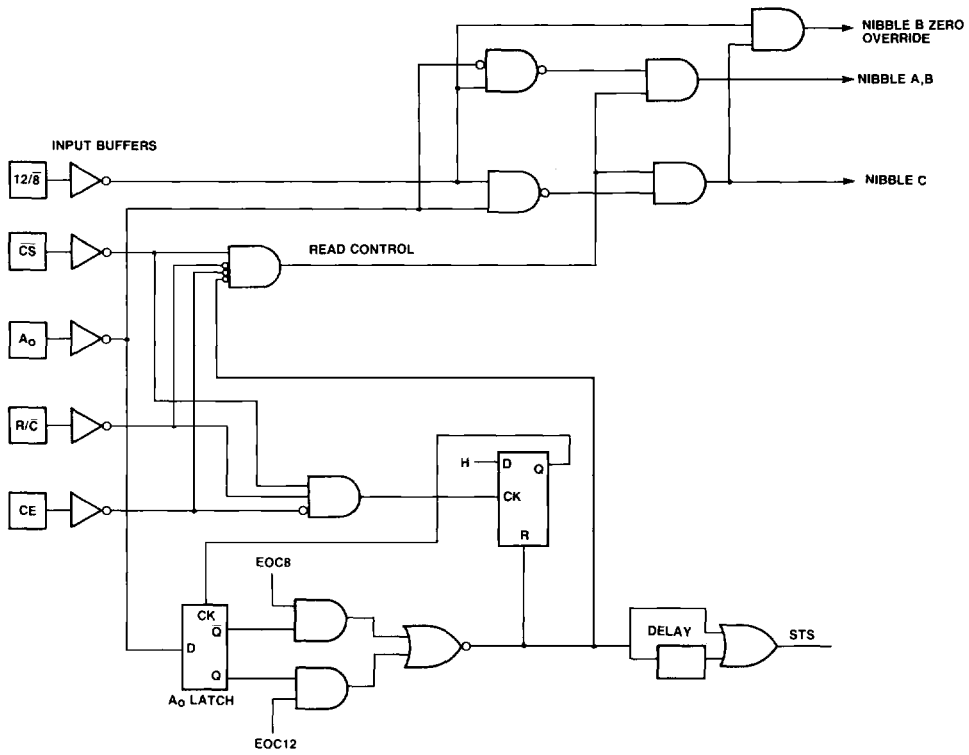 NIBBLE B ZERO
OVERRIDE
NIBBLE A,B
INPUT BUFFERS
12/8̅
NIBBLE C
C̅S̅
READ CONTROL
A₀
R/C̅
H
D
Q
CK
CE
R
EOC8
CK
Q̅
D
Q
DELAY
STS
A₀ LATCH
EOC12